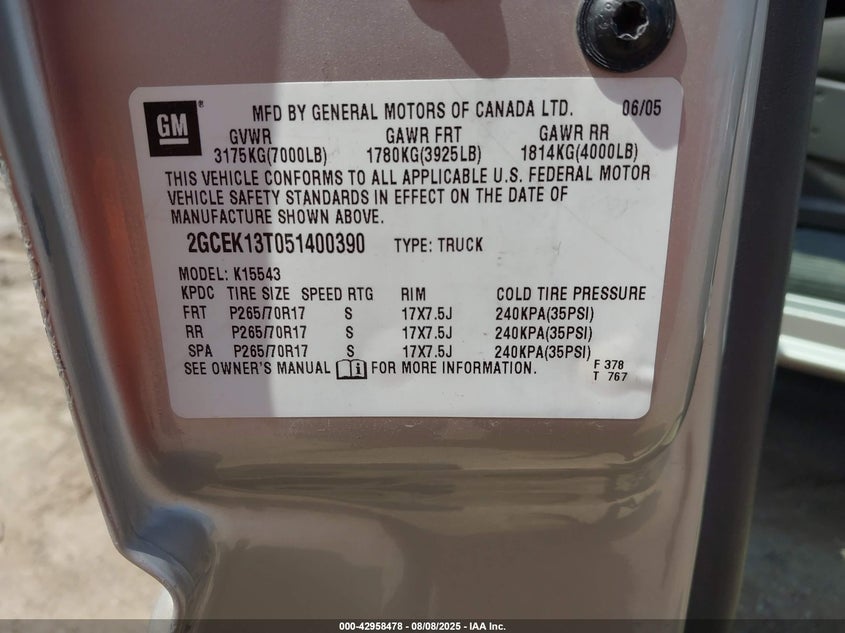 GM® MFD BY GENERAL MOTORS OF CANADA LTD. 06/05
GVWR GAWR FRT GAWR RR
3175KG(7000LB) 1780KG(3925LB) 1814KG(4000LB)
THIS VEHICLE CONFORMS TO ALL APPLICABLE U.S. FEDERAL MOTOR
VEHICLE SAFETY STANDARDS IN EFFECT ON THE DATE OF
MANUFACTURE SHOWN ABOVE.
2GCEK13T051400390 TYPE: TRUCK
MODEL: K15543
KPDC TIRE SIZE SPEED RTG RIM COLD TIRE PRESSURE
FRT P265/70R17 S 17X7.5J 240KPA(35PSI)
RR P265/70R17 S 17X7.5J 240KPA(35PSI)
SPA P265/70R17 S 17X7.5J 240KPA(35PSI)
SEE OWNER'S MANUAL i FOR MORE INFORMATION. F 378
T 767
000-42958478 - 08/08/2025 - IAA Inc.